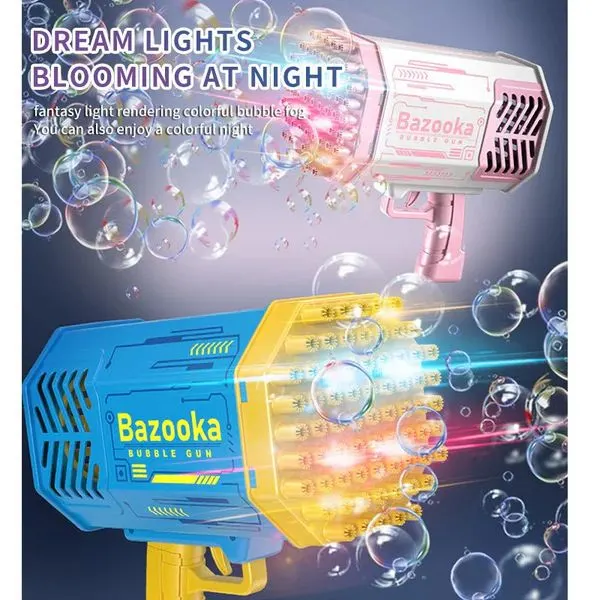 DREAM LIGHTS
BLOOMING AT NIGHT
fantasy light rendering colorful bubble fog
You can also enjoy a colorful night
Bazooka
BUBBLE GUN
Bazooka
BUBBLE GUN